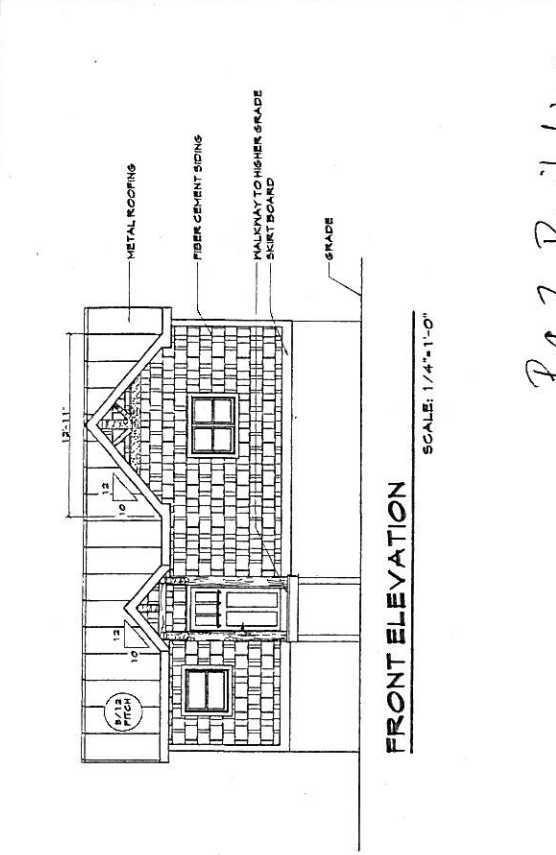 METAL ROOFING
FIBER CEMENT SIDING
WALKWAY TO HIGHER GRADE
SKIRT BOARD
GRADE
12'-11"
12
10
12
10
5/12
PITCH
FRONT ELEVATION
SCALE: 1/4"=1'-0"